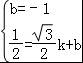 b=-1
1/2=√3/2 k+b